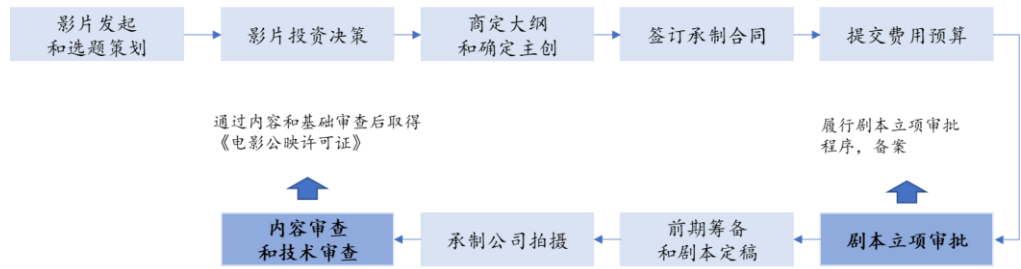 影片发起
和选题策划
影片投资决策
商定大纲
和确定主创
签订承制合同
提交费用预算
通过内容和基础审查后取得
《电影公映许可证》
履行剧本立项审批
程序，备案
内容审查
和技术审查
承制公司拍摄
前期筹备
和剧本定稿
剧本立项审批